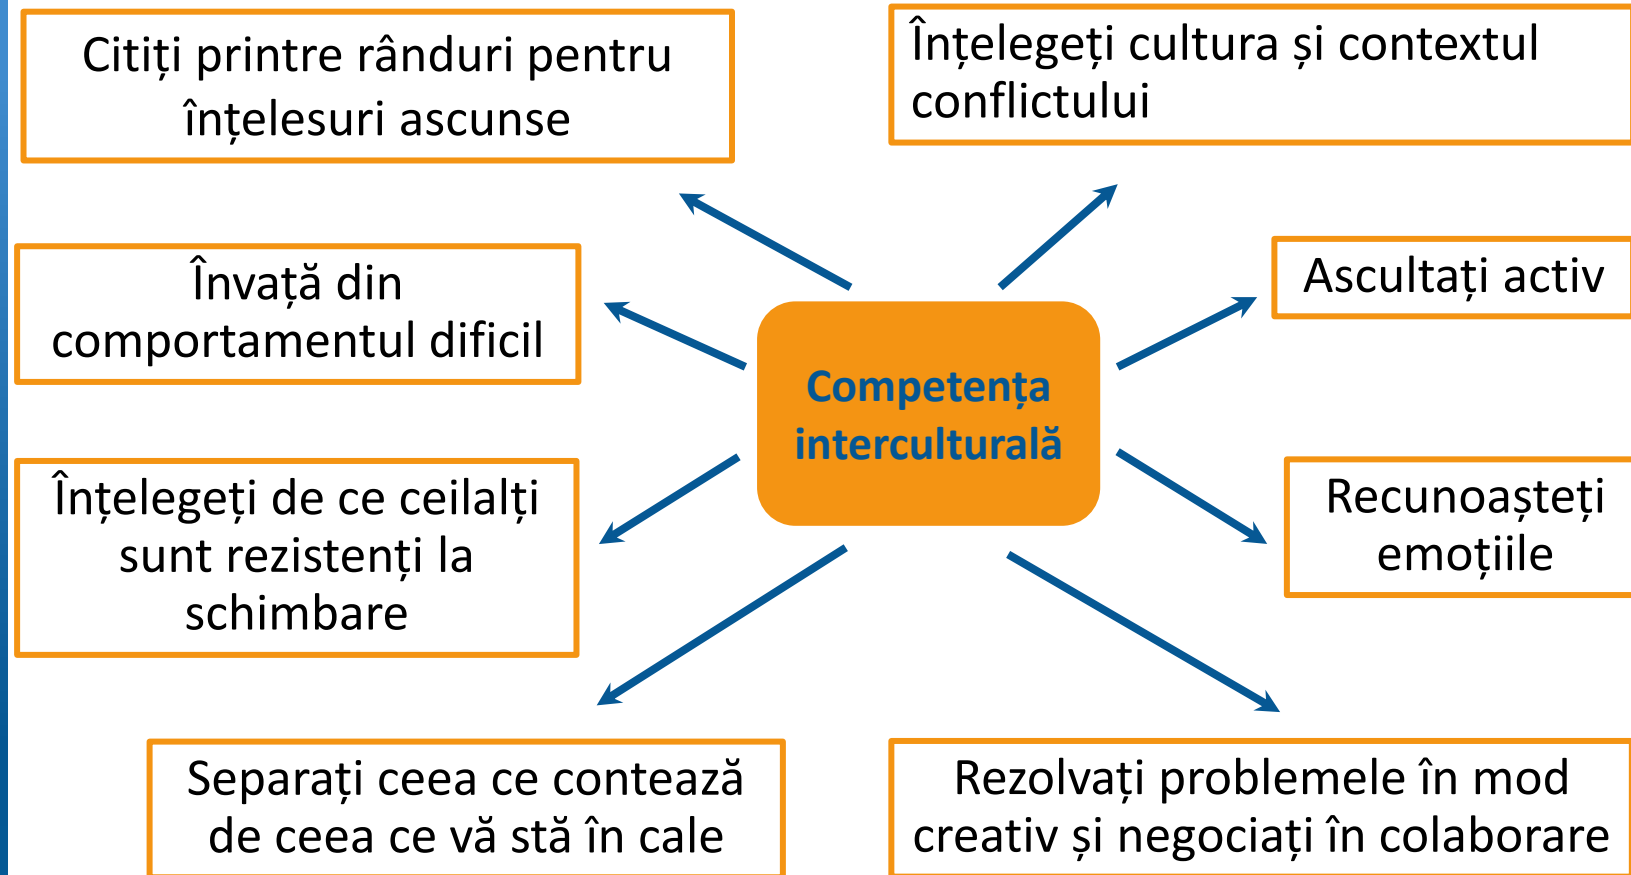 Citiți printre rânduri pentru
înțelesuri ascunse
Înțelegeți cultura și contextul
conflictului
Învață din
comportamentul dificil
Ascultați activ
Competența
interculturală
Înțelegeți de ce ceilalți
sunt rezistenți la
schimbare
Recunoașteți
emoțiile
Separați ceea ce contează
de ceea ce vă stă în cale
Rezolvați problemele în mod
creativ și negociați în colaborare